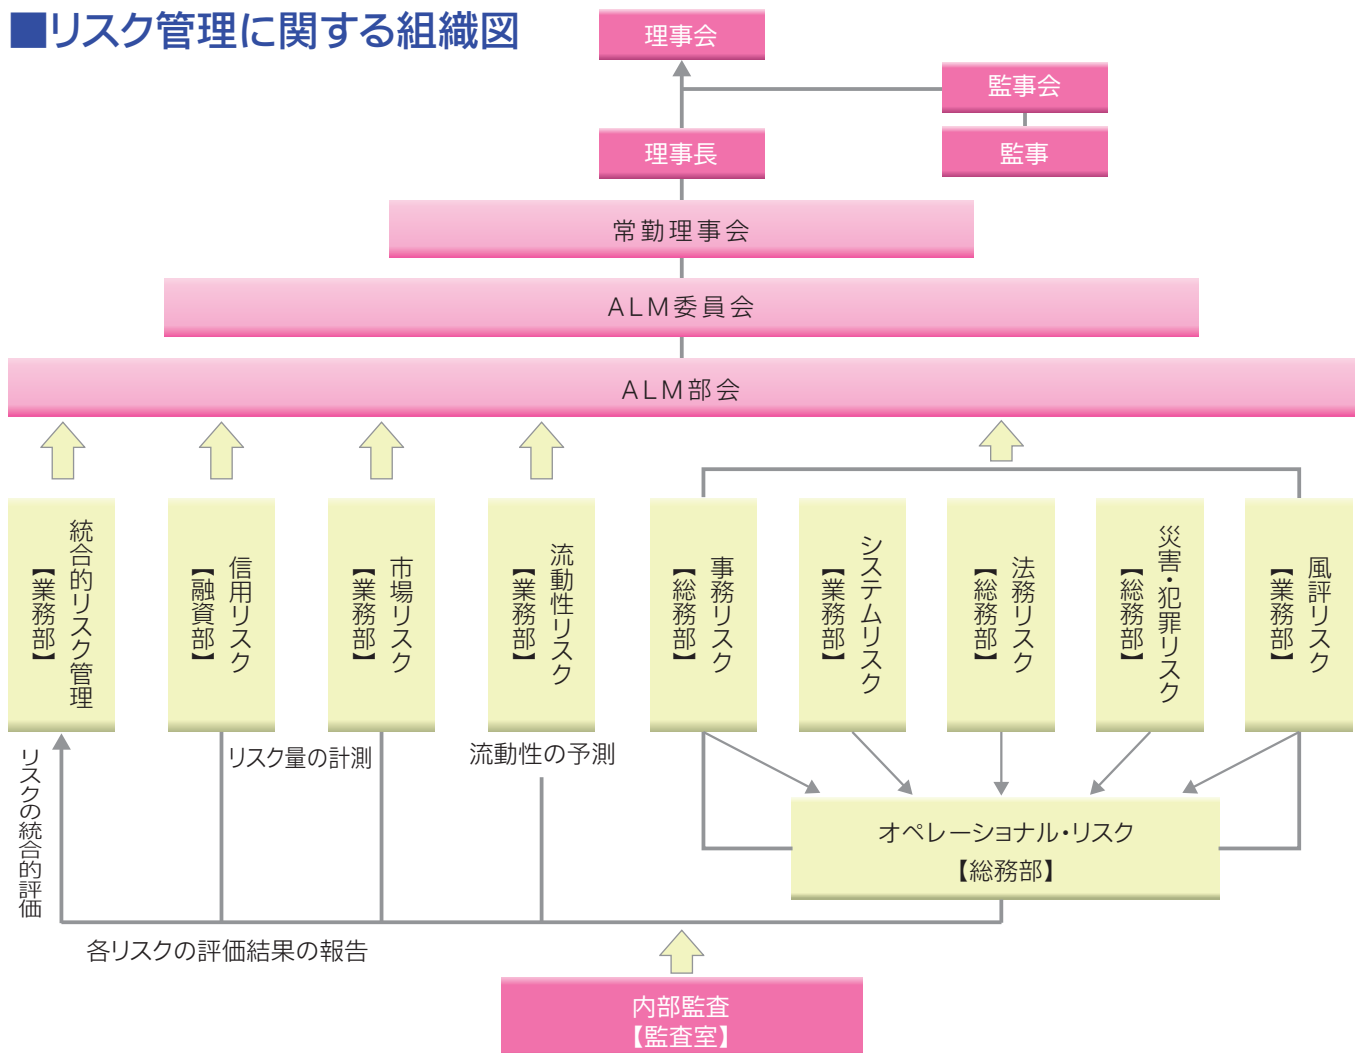 ■リスク管理に関する組織図
理事会
監事会
理事長
監事
常勤理事会
ALM委員会
ALM部会
統合的リスク管理
【業務部】
信用リスク
【融資部】
市場リスク
【業務部】
流動性リスク
【業務部】
事務リスク
【総務部】
システムリスク
【業務部】
法務リスク
【総務部】
災害・犯罪リスク
【総務部】
風評リスク
【業務部】
リスクの統合的評価
リスク量の計測
流動性の予測
オペレーショナル・リスク
【総務部】
各リスクの評価結果の報告
内部監査
【監査室】